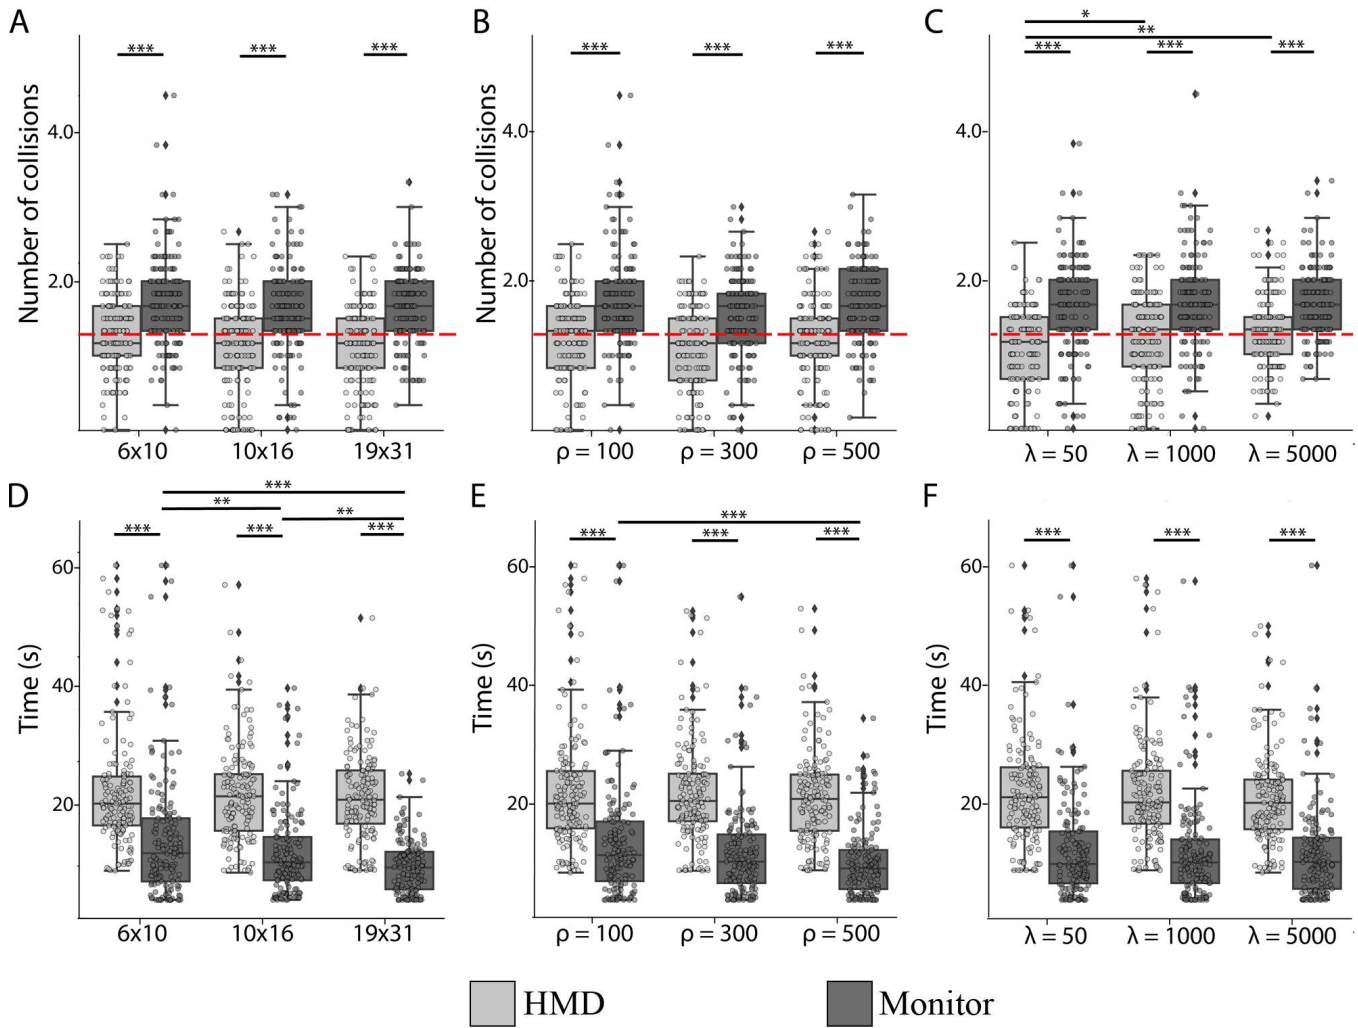 A
B
C
*
**
***
***
***
***
***
***
***
***
***
Number of collisions
4.0
2.0
6x10
10x16
19x31
Number of collisions
4.0
2.0
ρ = 100
ρ = 300
ρ = 500
4.0
2.0
λ = 50
λ = 1000
λ = 5000
D
E
F
***
**
**
***
***
***
***
***
***
***
***
***
***
Time (s)
60
40
20
6x10
10x16
19x31
Time (s)
60
40
20
ρ = 100
ρ = 300
ρ = 500
Time (s)
60
40
20
λ = 50
λ = 1000
λ = 5000
HMD
Monitor